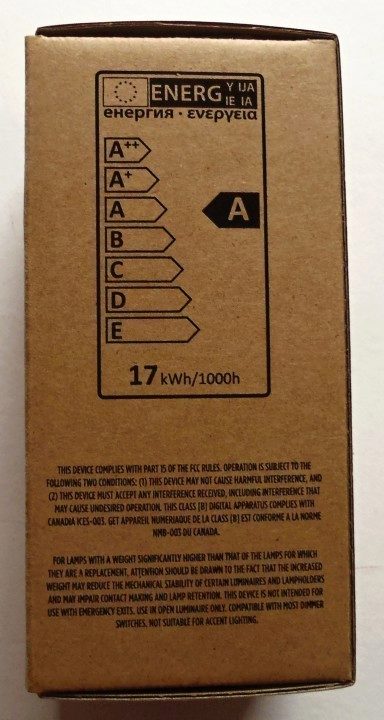 ENERG Y IJA
IE IA
енергия · ενεργεια
A++
A+
A
A
B
C
D
E
17 kWh/1000h
THIS DEVICE COMPLIES WITH PART 15 OF THE FCC RULES. OPERATION IS SUBJECT TO THE
FOLLOWING TWO CONDITIONS: (1) THIS DEVICE MAY NOT CAUSE HARMFUL INTERFERENCE, AND
(2) THIS DEVICE MUST ACCEPT ANY INTERFERENCE RECEIVED, INCLUDING INTERFERENCE THAT
MAY CAUSE UNDESIRED OPERATION. THIS CLASS [B] DIGITAL APPARATUS COMPLIES WITH
CANADIA ICES-003. GET APPAREIL NUMERIAQUE DE LA CLASS [B] EST CONFORME A LA NORME
NMB-003 DU CANADA.
FOR LAMPS WITH A WEIGHT SIGNIFICANTLY HIGHER THAN THAT OF THE LAMPS FOR WHICH
THEY ARE A REPLACEMENT, ATTENTION SHOULD BE DRAWN TO THE FACT THAT THE INCREASED
WEIGHT MAY REDUCE THE MECHANICAL STABILITY OF CERTAIN LUMINAIRES AND LAMPHOLDERS
AND MAY IMPAIR CONTACT MAKING AND LAMP RETENTION. THIS DEVICE IS NOT INTENDED FOR
USE WITH EMERGENCY EXITS. USE IN OPEN LUMINAIRE ONLY. COMPATIBLE WITH MOST DIMMER
SWITCHES. NOT SUITABLE FOR ACCENT LIGHTING.